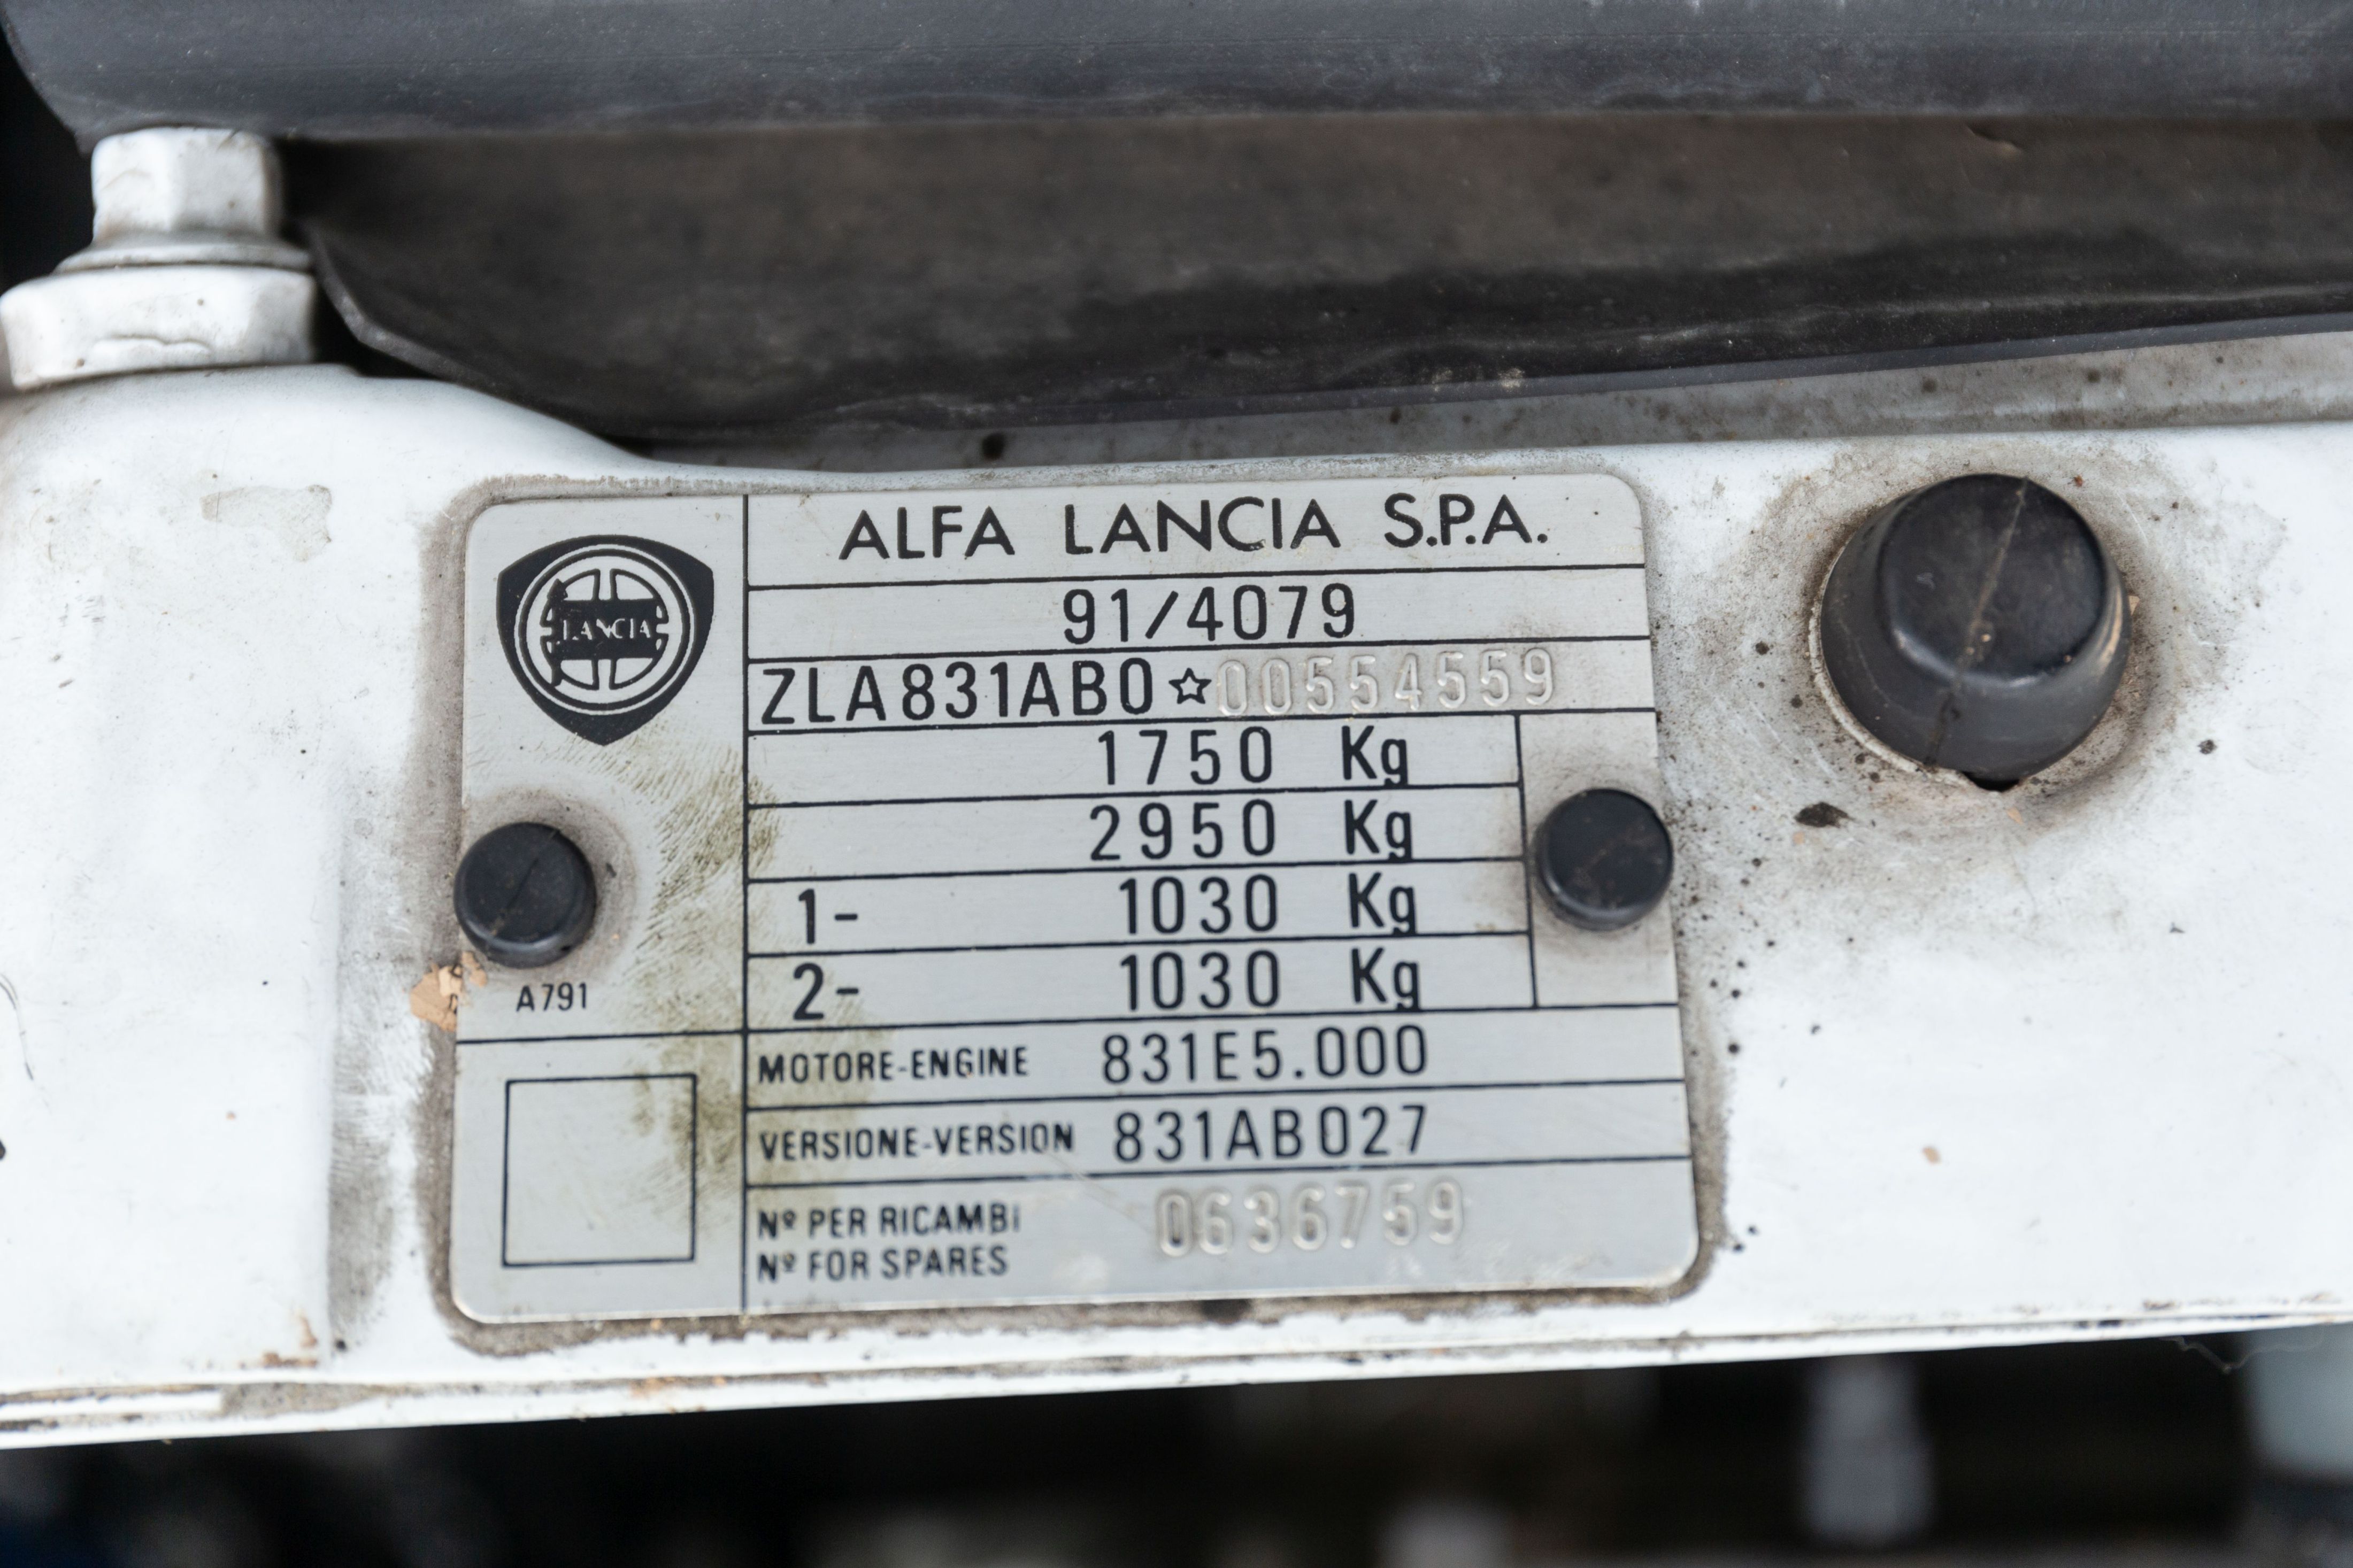 LANCIA
ALFA LANCIA S.P.A.
91/4079
ZLA831AB0☆00554559
1750 Kg
2950 Kg
1- 1030 Kg
2- 1030 Kg
A791
MOTORE-ENGINE 831E5.000
VERSIONE-VERSION 831AB027
Nº PER RICAMBI
Nº FOR SPARES
0636759